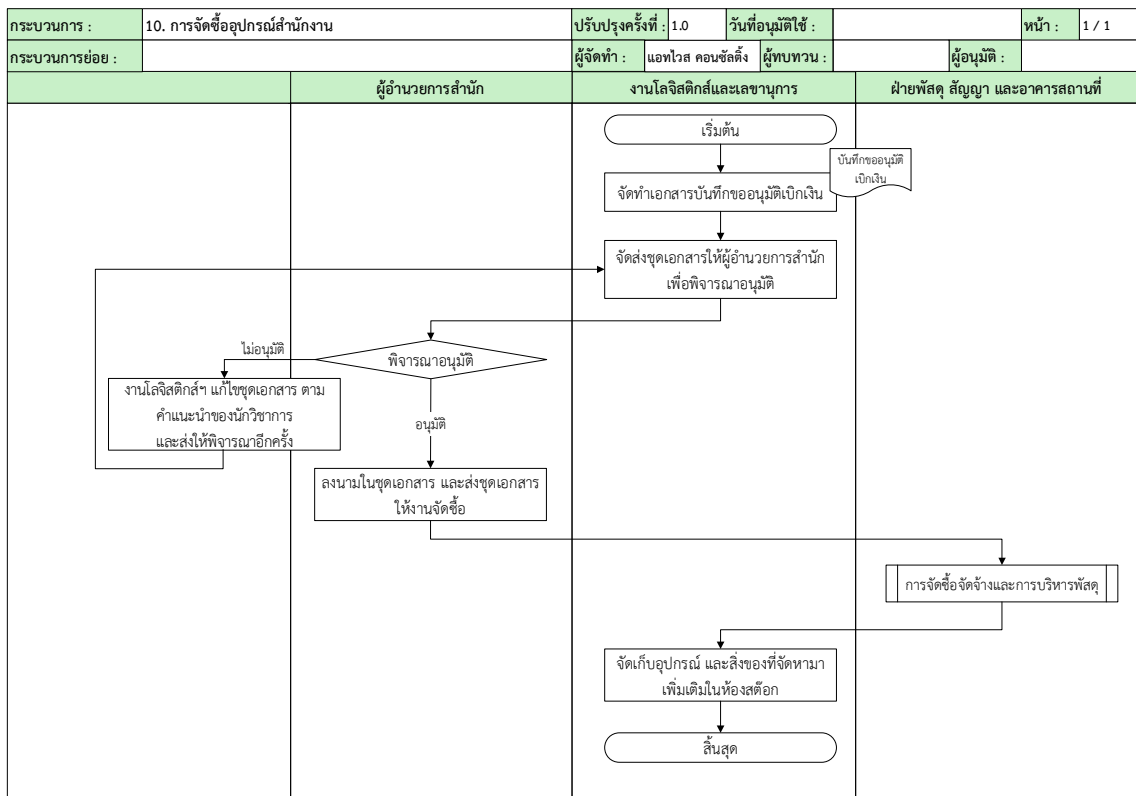 กระบวนการ : 10. การจัดซื้ออุปกรณ์สำนักงาน ปรับปรุงครั้งที่ : 1.0 วันที่อนุมัติใช้ : หน้า : 1 / 1
กระบวนการย่อย : ผู้จัดทำ : แอทไวส คอนซัลติ้ง ผู้ทบทวน : ผู้อนุมัติ :
ผู้อำนวยการสำนัก งานโลจิสติกส์และเลขานุการ ฝ่ายพัสดุ สัญญา และอาคารสถานที่
เริ่มต้น
บันทึกขออนุมัติ
เบิกเงิน
จัดทำเอกสารบันทึกขออนุมัติเบิกเงิน
จัดส่งชุดเอกสารให้ผู้อำนวยการสำนัก
เพื่อพิจารณาอนุมัติ
ไม่อนุมัติ
พิจารณาอนุมัติ
งานโลจิสติกส์ฯ แก้ไขชุดเอกสาร ตาม
คำแนะนำของนักวิชาการ
และส่งให้พิจารณาอีกครั้ง
อนุมัติ
ลงนามในชุดเอกสาร และส่งชุดเอกสาร
ให้งานจัดซื้อ
การจัดซื้อจัดจ้างและการบริหารพัสดุ
จัดเก็บอุปกรณ์ และสิ่งของที่จัดหามา
เพิ่มเติมในห้องสต๊อก
สิ้นสุด